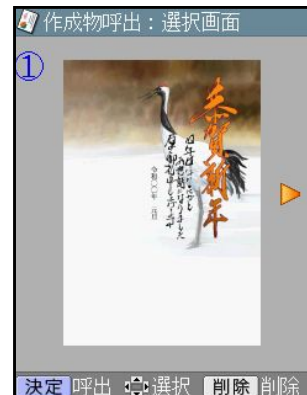 作成物呼出：選択画面
①
恭賀新年
令和〇〇年 元旦
決定 呼出 選択 削除 削除